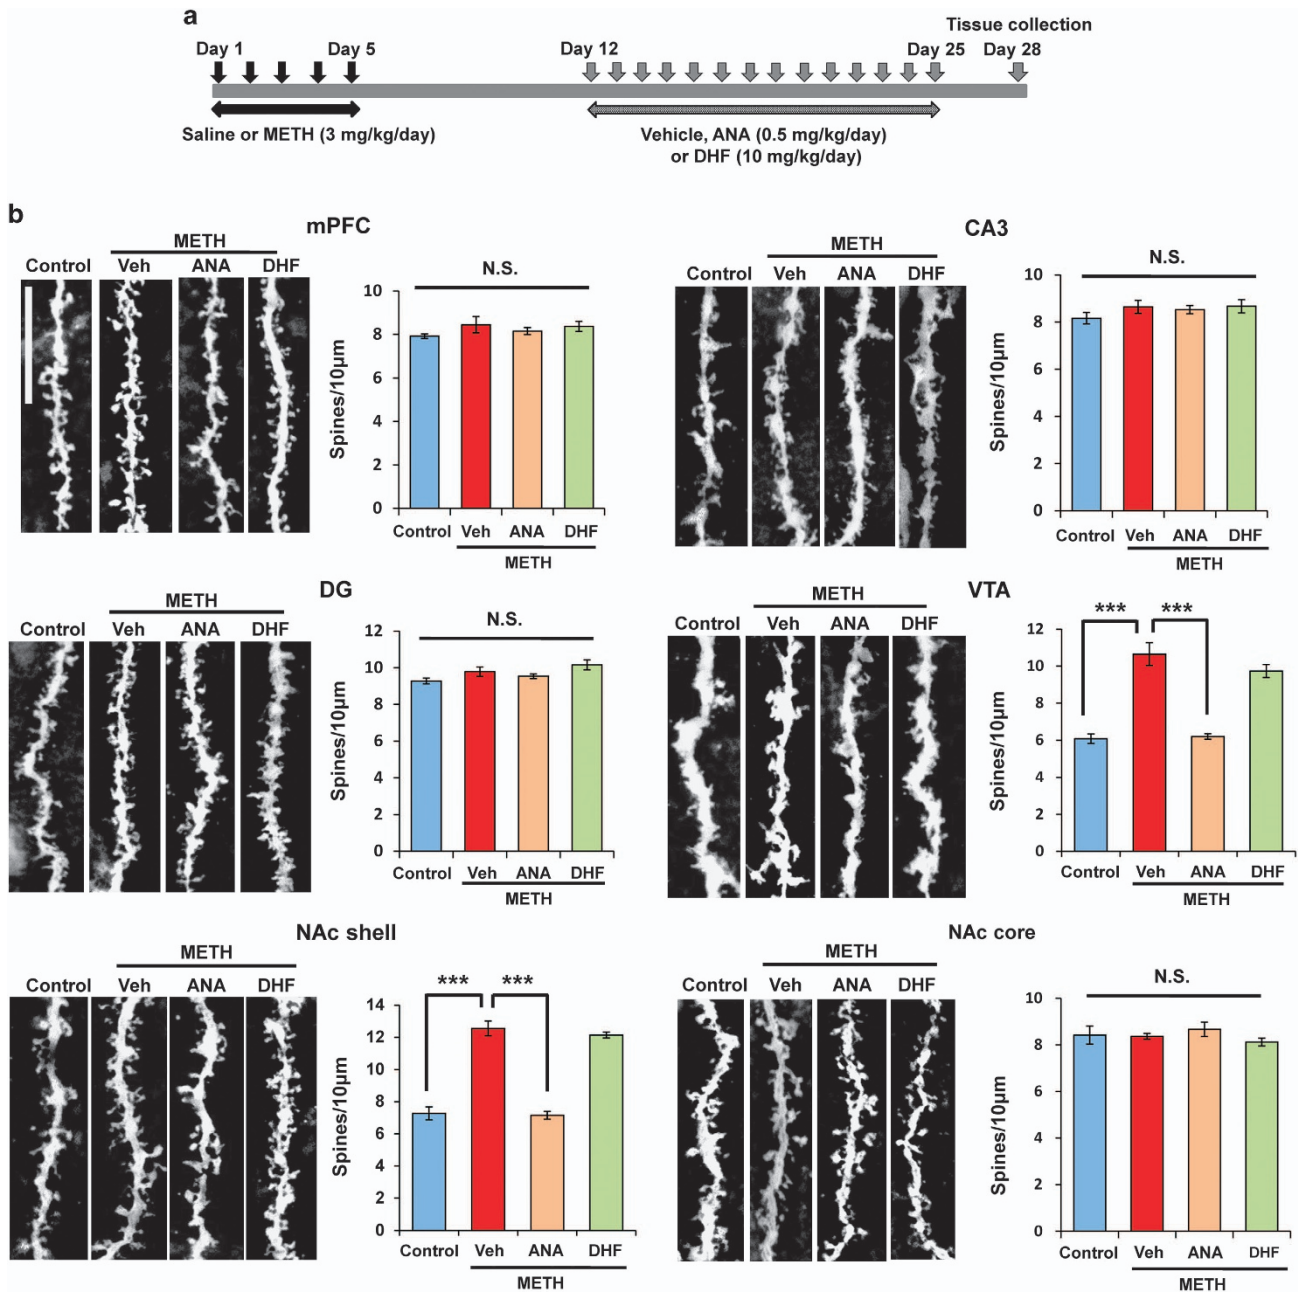 a
Tissue collection
Day 1 Day 5 Day 12 Day 25 Day 28
Saline or METH (3 mg/kg/day)
Vehicle, ANA (0.5 mg/kg/day)
or DHF (10 mg/kg/day)
b
mPFC
METH
Control Veh ANA DHF
N.S.
Spines/10µm
10
8
6
4
2
0
Control Veh ANA DHF
METH
CA3
METH
Control Veh ANA DHF
N.S.
Spines/10µm
10
8
6
4
2
0
Control Veh ANA DHF
METH
DG
METH
Control Veh ANA DHF
N.S.
Spines/10µm
12
10
8
6
4
2
0
Control Veh ANA DHF
METH
VTA
METH
Control Veh ANA DHF
*** ***
Spines/10µm
12
10
8
6
4
2
0
Control Veh ANA DHF
METH
NAc shell
METH
Control Veh ANA DHF
*** ***
Spines/10µm
14
12
10
8
6
4
2
0
Control Veh ANA DHF
METH
NAc core
METH
Control Veh ANA DHF
N.S.
Spines/10µm
10
8
6
4
2
0
Control Veh ANA DHF
METH